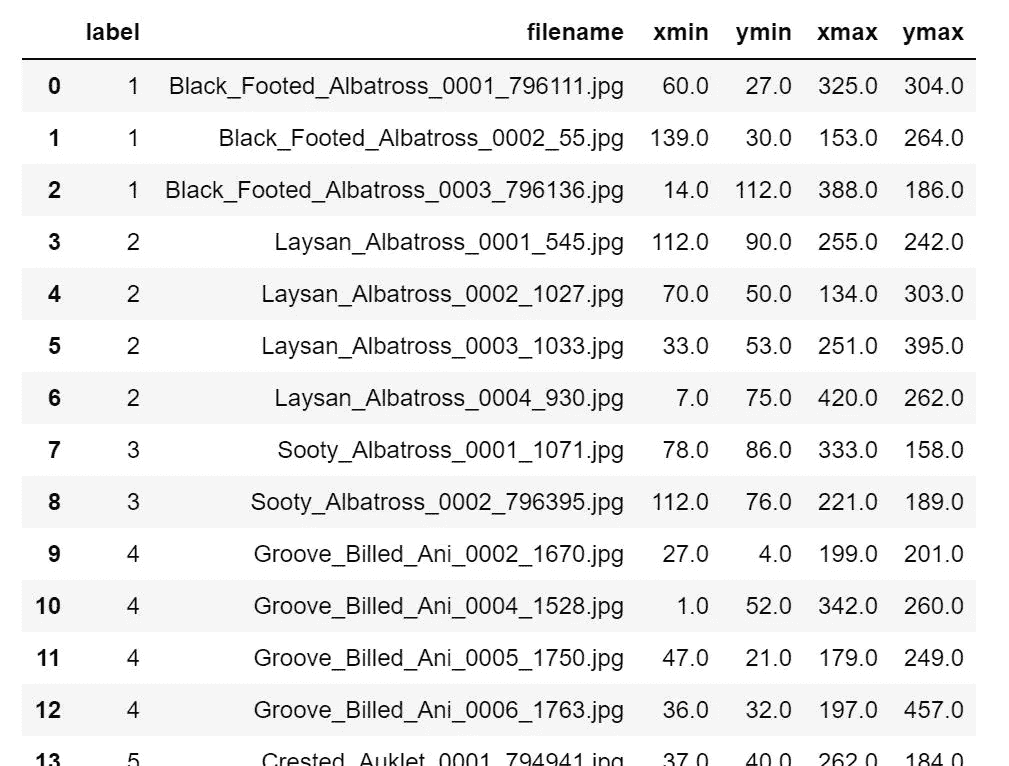 label filename xmin ymin xmax ymax
0 1 Black_Footed_Albatross_0001_796111.jpg 60.0 27.0 325.0 304.0
1 1 Black_Footed_Albatross_0002_55.jpg 139.0 30.0 153.0 264.0
2 1 Black_Footed_Albatross_0003_796136.jpg 14.0 112.0 388.0 186.0
3 2 Laysan_Albatross_0001_545.jpg 112.0 90.0 255.0 242.0
4 2 Laysan_Albatross_0002_1027.jpg 70.0 50.0 134.0 303.0
5 2 Laysan_Albatross_0003_1033.jpg 33.0 53.0 251.0 395.0
6 2 Laysan_Albatross_0004_930.jpg 7.0 75.0 420.0 262.0
7 3 Sooty_Albatross_0001_1071.jpg 78.0 86.0 333.0 158.0
8 3 Sooty_Albatross_0002_796395.jpg 112.0 76.0 221.0 189.0
9 4 Groove_Billed_Ani_0002_1670.jpg 27.0 4.0 199.0 201.0
10 4 Groove_Billed_Ani_0004_1528.jpg 1.0 52.0 342.0 260.0
11 4 Groove_Billed_Ani_0005_1750.jpg 47.0 21.0 179.0 249.0
12 4 Groove_Billed_Ani_0006_1763.jpg 36.0 32.0 197.0 457.0
13 5 Crested_Auklet_0001_794941.jpg 37.0 40.0 262.0 184.0